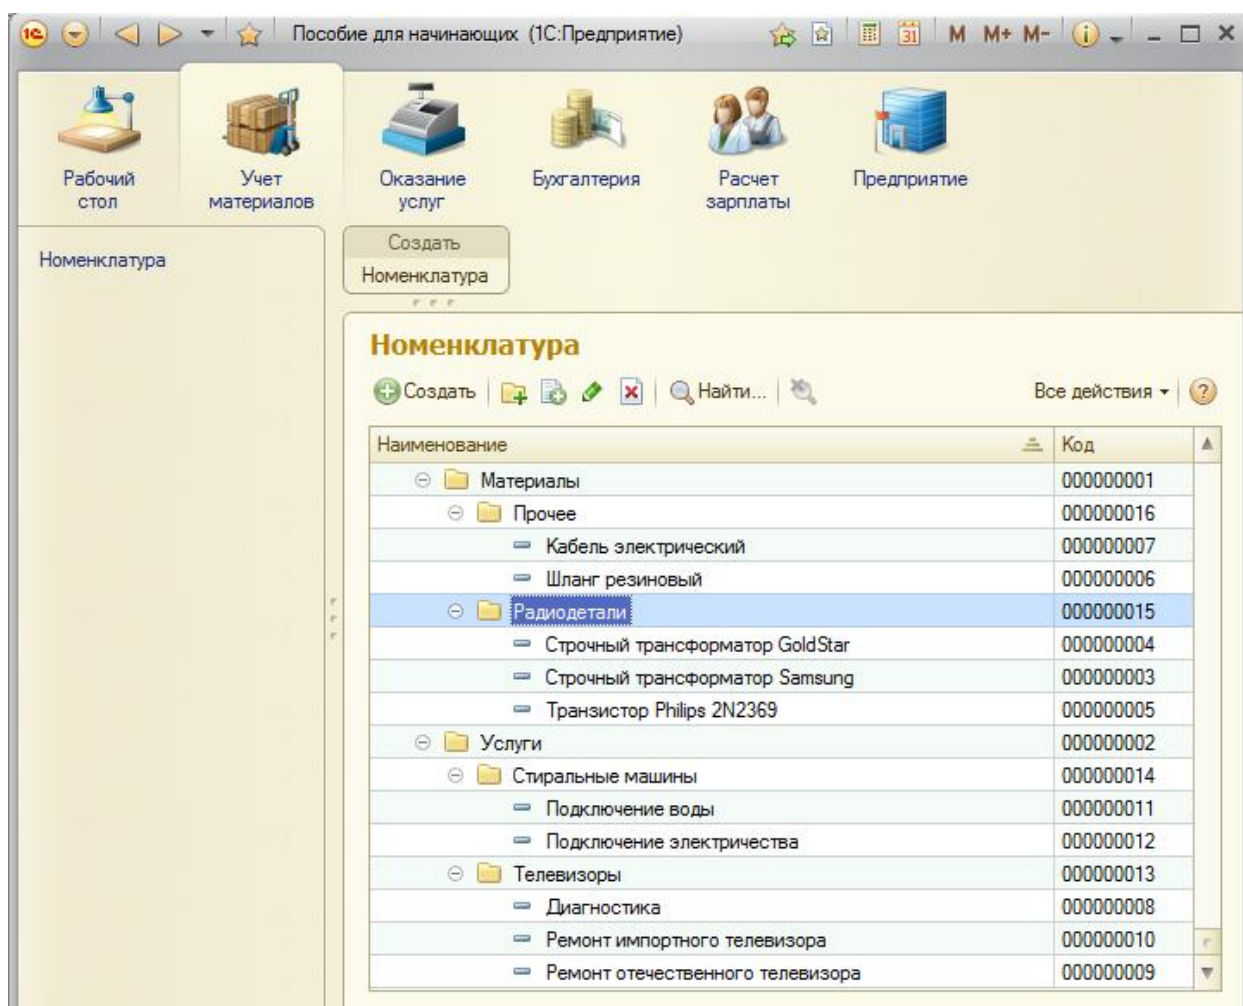 1С Пособие для начинающих (1С:Предприятие) 31 M M+ M-
Рабочий стол
Учет материалов
Оказание услуг
Бухгалтерия
Расчет зарплаты
Предприятие
Номенклатура
Создать
Номенклатура
Номенклатура
Создать Найти... Все действия ?
Наименование Код
Материалы 000000001
Прочее 000000016
Кабель электрический 000000007
Шланг резиновый 000000006
Радиодетали 000000015
Строчный трансформатор GoldStar 000000004
Строчный трансформатор Samsung 000000003
Транзистор Philips 2N2369 000000005
Услуги 000000002
Стиральные машины 000000014
Подключение воды 000000011
Подключение электричества 000000012
Телевизоры 000000013
Диагностика 000000008
Ремонт импортного телевизора 000000010
Ремонт отечественного телевизора 000000009